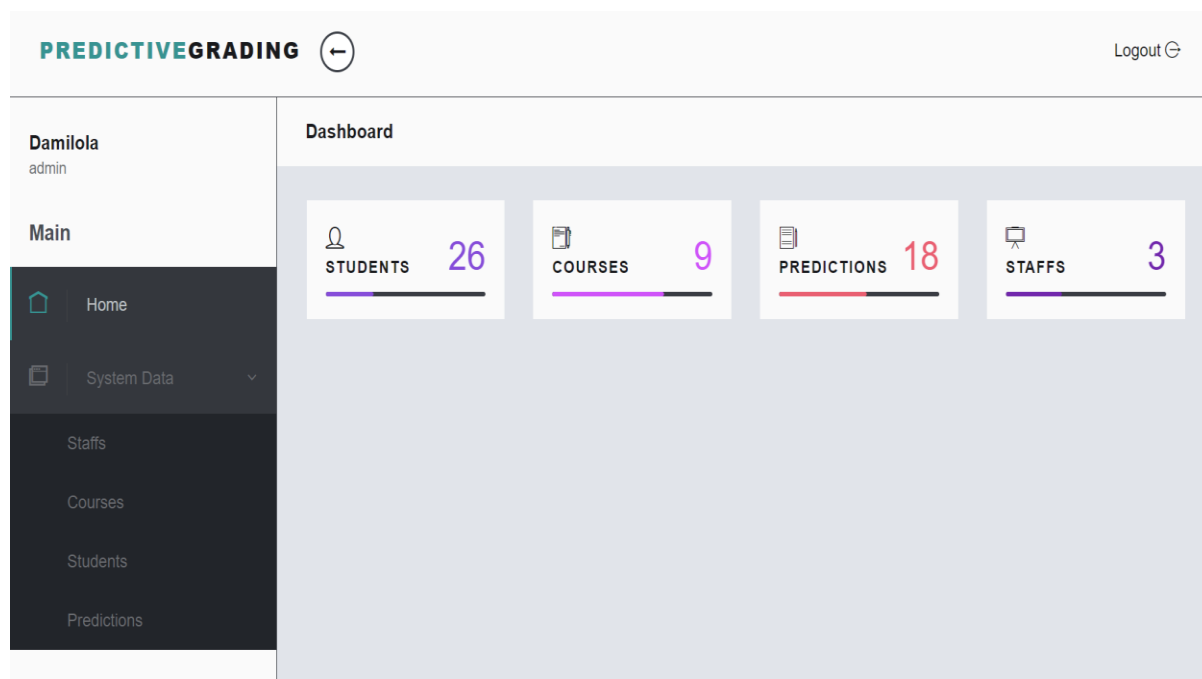 PREDICTIVEGRADING
Logout
Damilola
admin
Main
Home
System Data
Staffs
Courses
Students
Predictions
Dashboard
STUDENTS 26
COURSES 9
PREDICTIONS 18
STAFFS 3